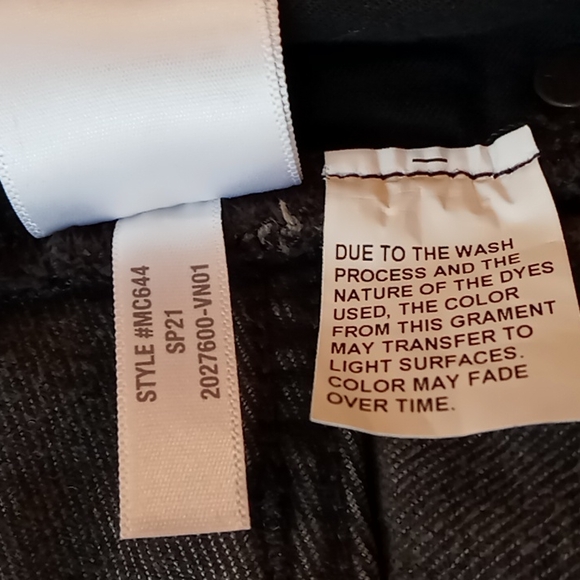 STYLE #MC644
SP21
2027600-VN01
DUE TO THE WASH
PROCESS AND THE
NATURE OF THE DYES
USED, THE COLOR
FROM THIS GRAMENT
MAY TRANSFER TO
LIGHT SURFACES.
COLOR MAY FADE
OVER TIME.